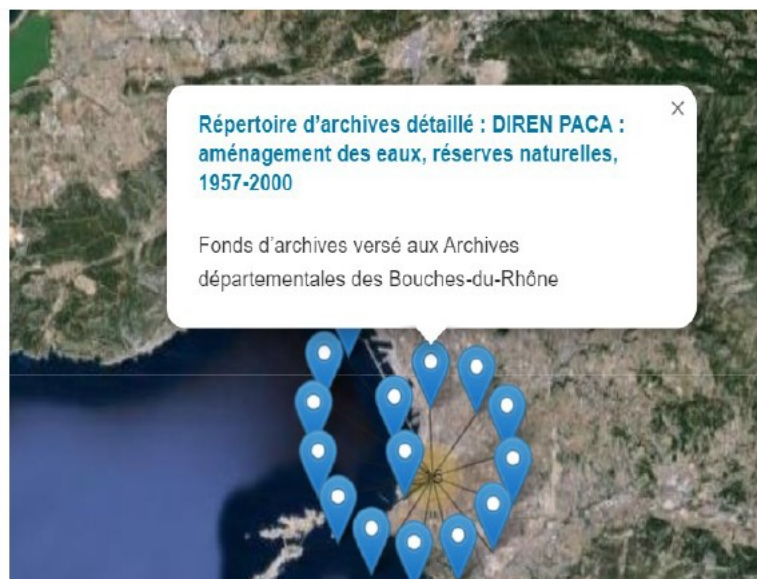 Répertoire d’archives détaillé : DIREN PACA :
aménagement des eaux, réserves naturelles,
1957-2000
Fonds d’archives versé aux Archives
départementales des Bouches-du-Rhône